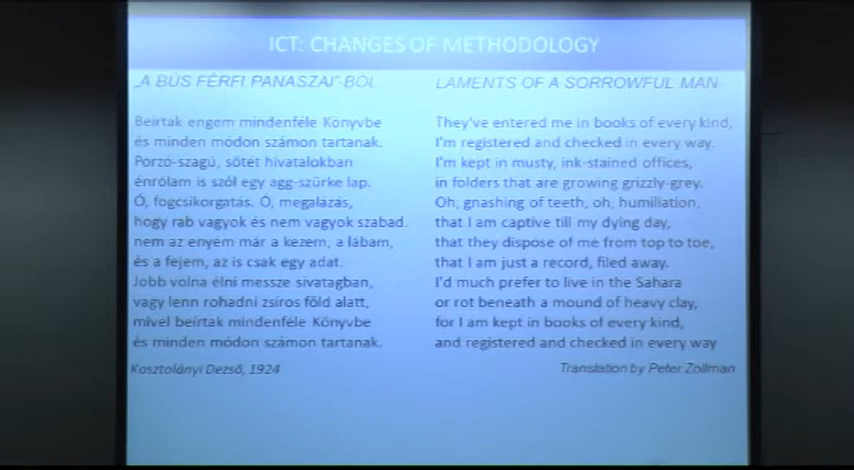 ICT: CHANGES OF METHODOLOGY
„A BÚS FÉRFI PANASZAI"-BÓL
Beírtak engem mindenféle Könyvbe
és minden módon számon tartanak.
Porzó-szagú, sötét hivatalokban
énrólam is szól egy agg-szürke lap.
Ó, fogcsikorgatás. Ó, megalázás,
hogy rab vagyok és nem vagyok szabad.
nem az enyém már a kezem, a lábam,
és a fejem, az is csak egy adat.
Jobb volna élni messze sivatagban,
vagy lenn rohadni zsíros föld alatt,
mivel beírtak mindenféle Könyvbe
és minden módon számon tartanak.
Kosztolányi Dezső, 1924
LAMENTS OF A SORROWFUL MAN
They've entered me in books of every kind,
I'm registered and checked in every way.
I'm kept in musty, ink-stained offices,
in folders that are growing grizzly-grey.
Oh; gnashing of teeth, oh, humiliation,
that I am captive till my dying day,
that they dispose of me from top to toe,
that I am just a record, filed away.
I'd much prefer to live in the Sahara
or rot beneath a mound of heavy clay,
for I am kept in books of every kind,
and registered and checked in every way
Translation by Peter Zollman